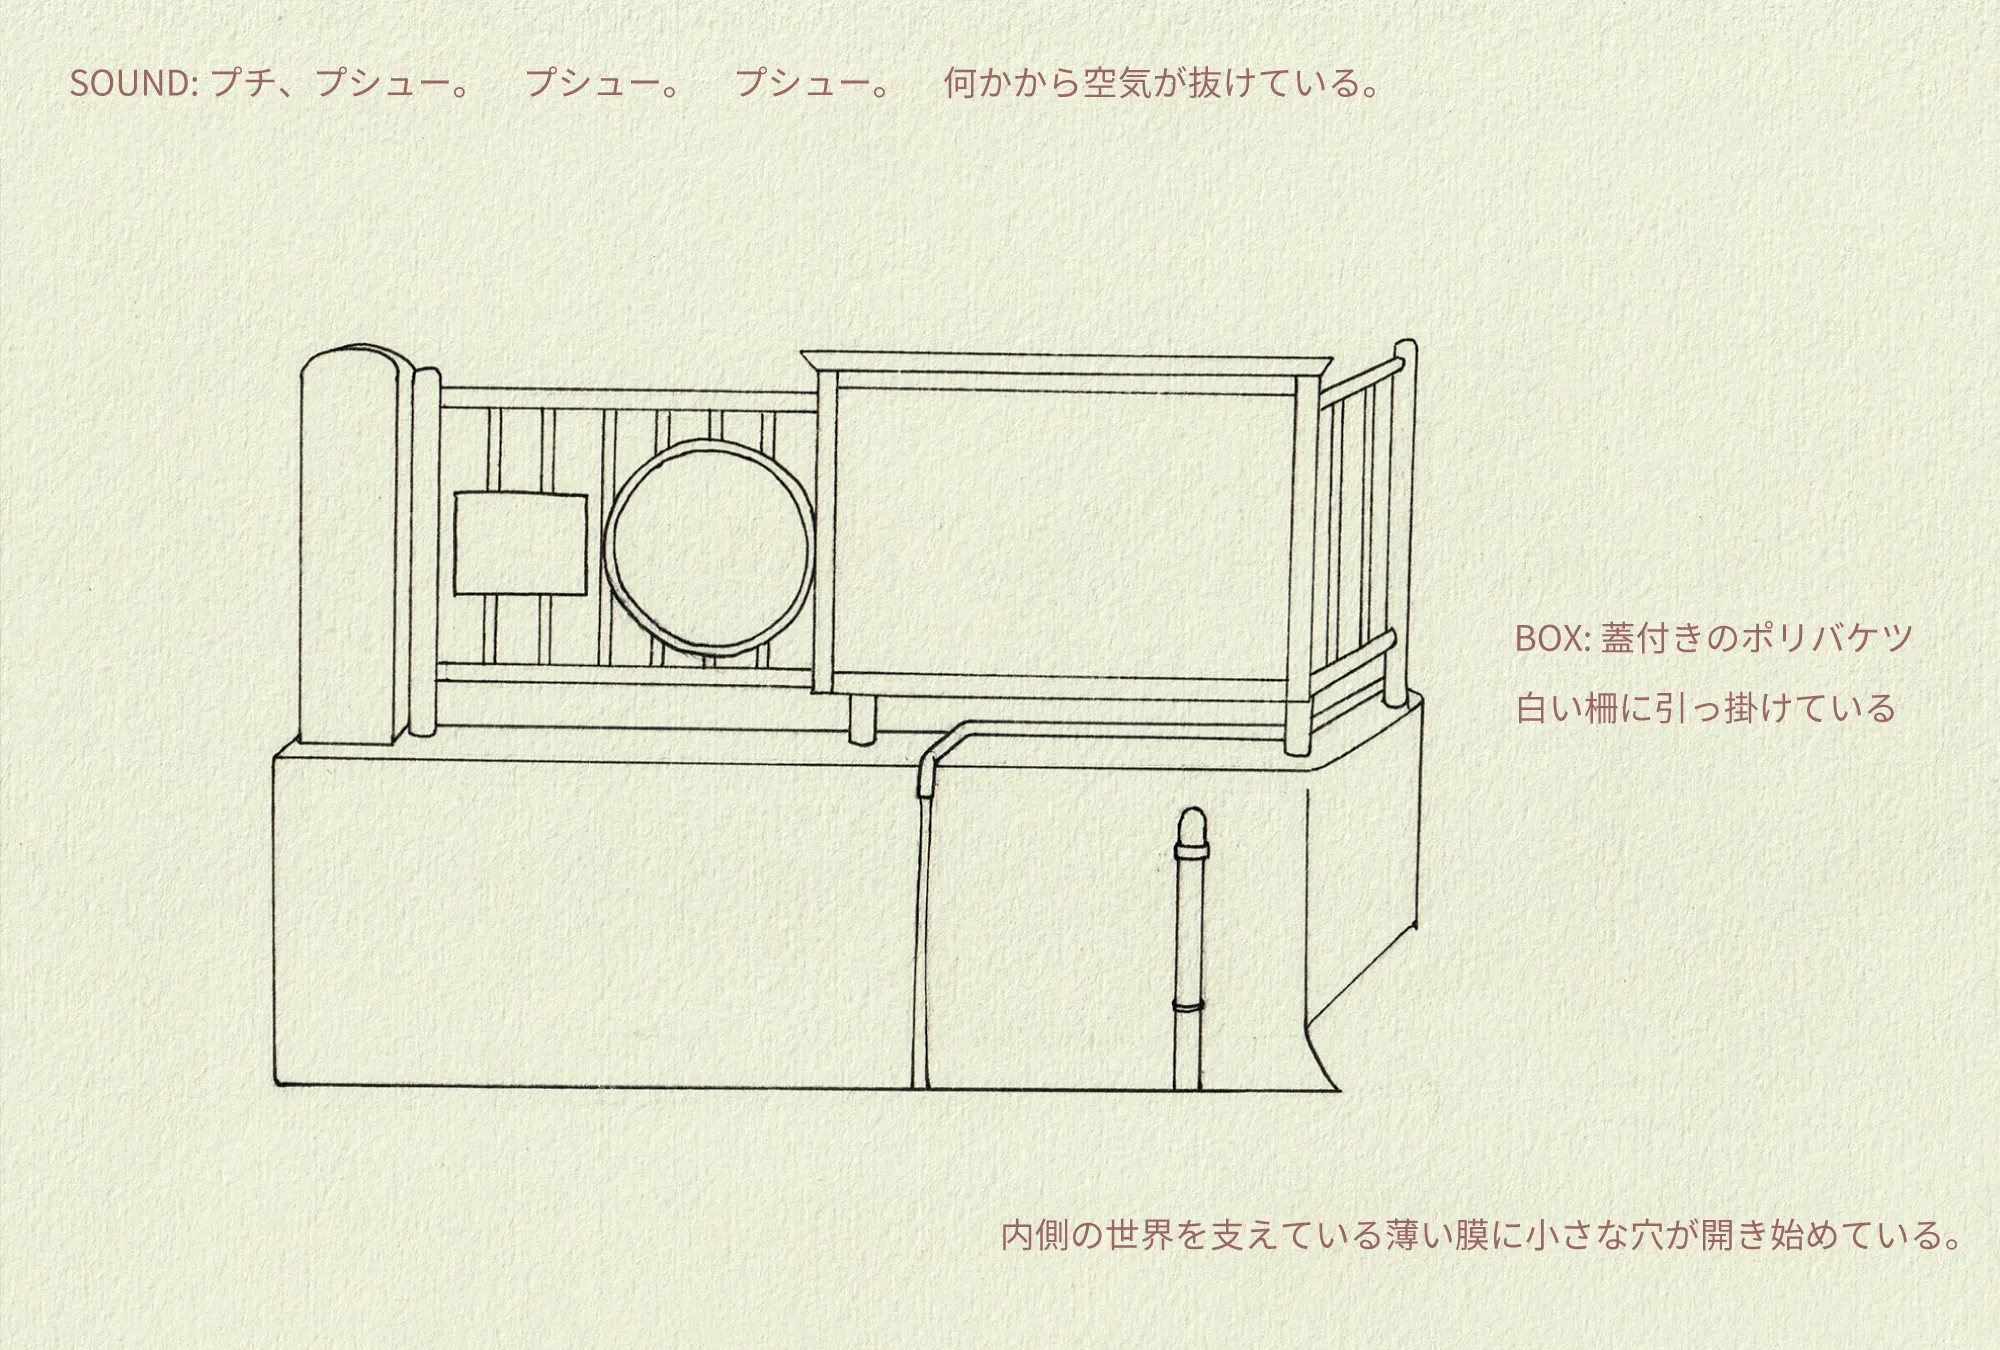 SOUND: プチ、プシュー。　プシュー。　プシュー。　何かから空気が抜けている。
BOX: 蓋付きのポリバケツ
白い柵に引っ掛けている
内側の世界を支えている薄い膜に小さな穴が開き始めている。